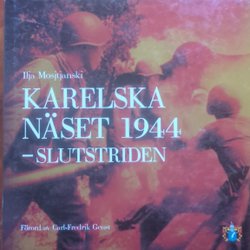 Ilja Mosjtjanski
KARELSKA
NÄSET 1944
–SLUTSTRIDEN
Förord av Carl-Fredrik Geust